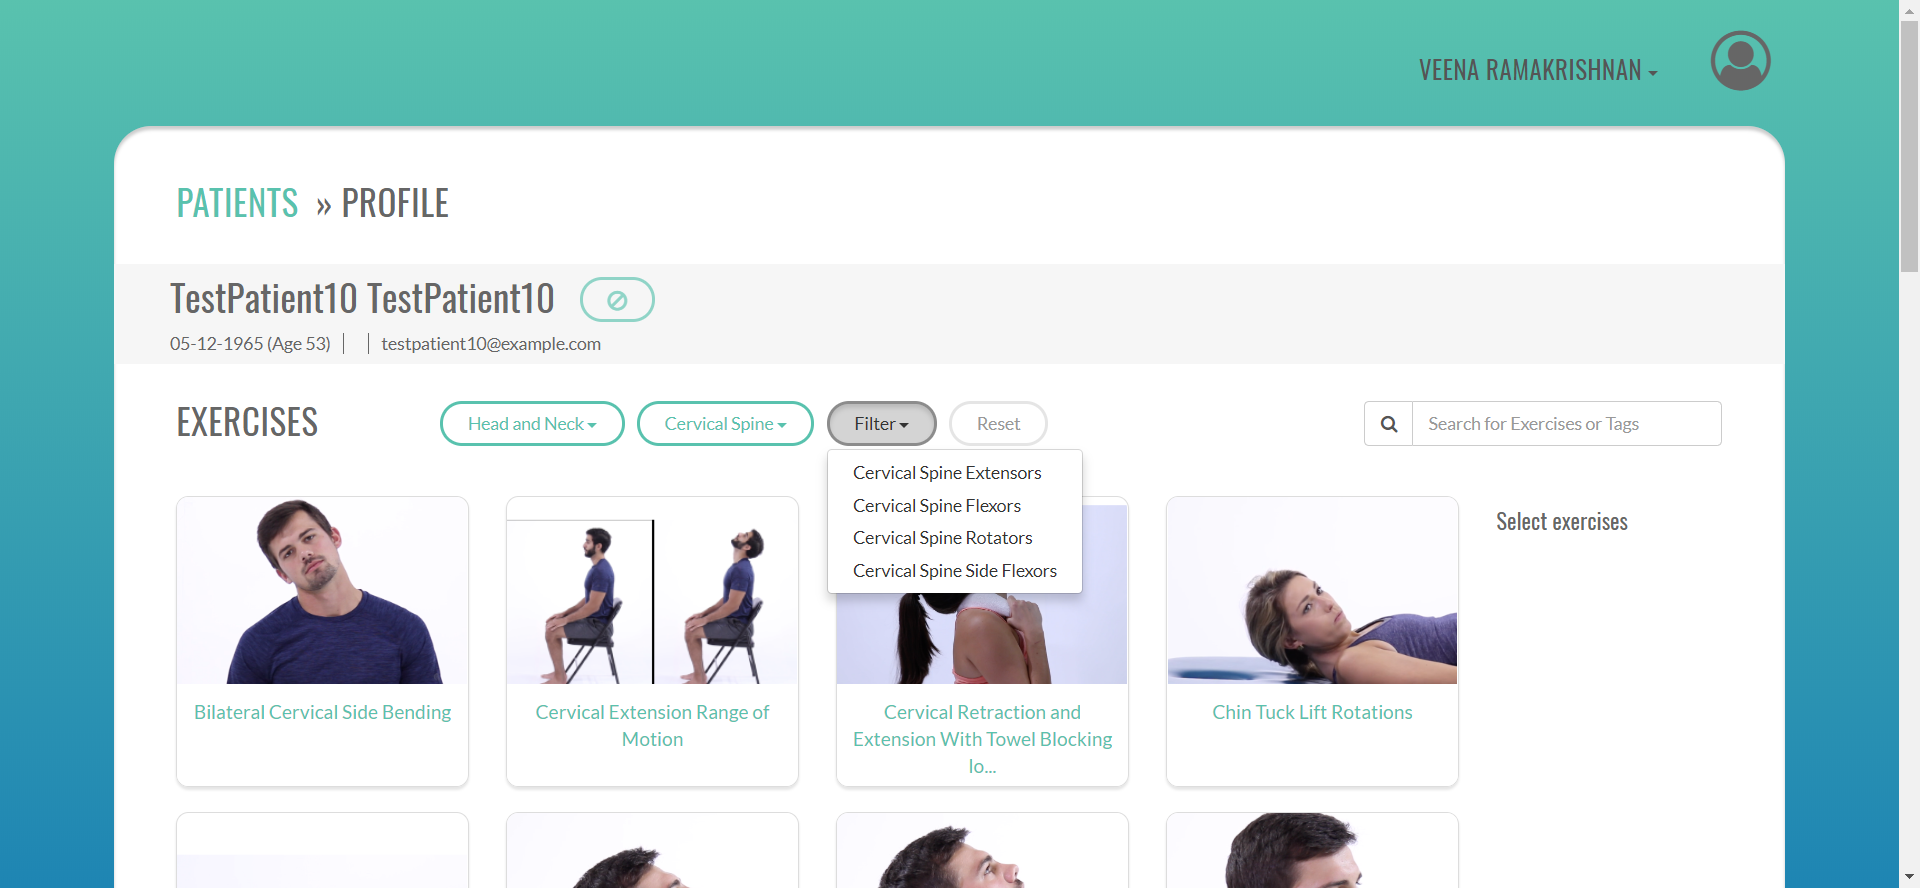 VEENA RAMAKRISHNAN
PATIENTS » PROFILE
TestPatient10 TestPatient10
05-12-1965 (Age 53) | | testpatient10@example.com
EXERCISES
Head and Neck
Cervical Spine
Filter
Reset
Search for Exercises or Tags
Cervical Spine Extensors
Cervical Spine Flexors
Cervical Spine Rotators
Cervical Spine Side Flexors
Select exercises
Bilateral Cervical Side Bending
Cervical Extension Range of
Motion
Cervical Retraction and
Extension With Towel Blocking
lo...
Chin Tuck Lift Rotations